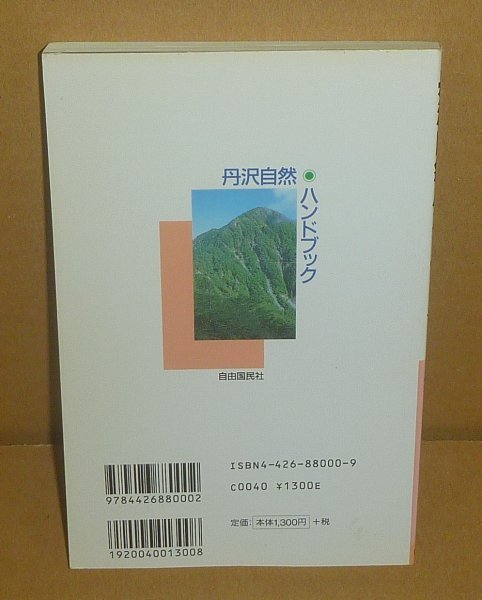 丹沢自然●
ハンドブック
自由国民社
ISBN4-426-88000-9
C0040 ¥1300E
定価:本体1,300円+税
9784426880002
1920040013008